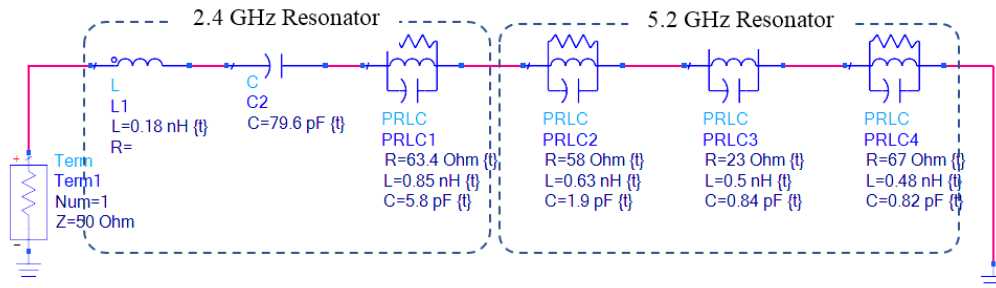 2.4 GHz Resonator
5.2 GHz Resonator
L
L1
L=0.18 nH {t}
R=
C
C2
C=79.6 pF {t}
PRLC
PRLC1
R=63.4 Ohm {t}
L=0.85 nH {t}
C=5.8 pF {t}
PRLC
PRLC2
R=58 Ohm {t}
L=0.63 nH {t}
C=1.9 pF {t}
PRLC
PRLC3
R=23 Ohm {t}
L=0.5 nH {t}
C=0.84 pF {t}
PRLC
PRLC4
R=67 Ohm {t}
L=0.48 nH {t}
C=0.82 pF {t}
Term
Term1
Num=1
Z=50 Ohm